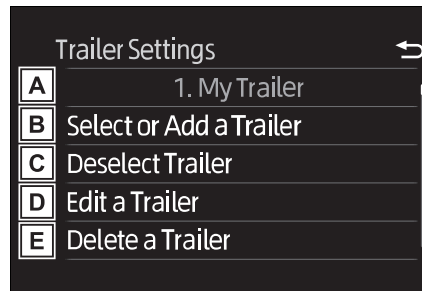 Trailer Settings
A 1. My Trailer
B Select or Add a Trailer
C Deselect Trailer
D Edit a Trailer
E Delete a Trailer